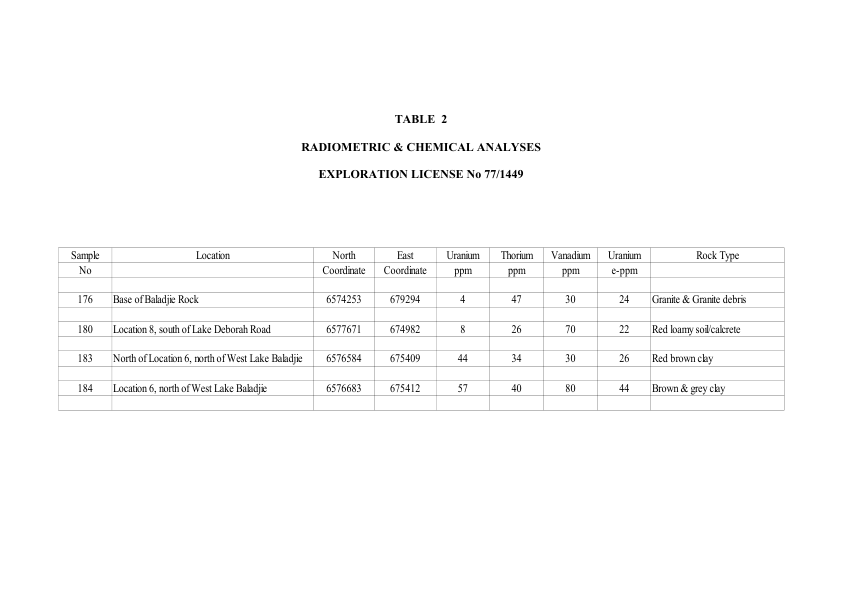 TABLE 2
RADIOMETRIC & CHEMICAL ANALYSES
EXPLORATION LICENSE No 77/1449
Sample Location North East Uranium Thorium Vanadium Uranium Rock Type
No Coordinate Coordinate ppm ppm ppm e-ppm
176 Base of Baladjie Rock 6574253 679294 4 47 30 24 Granite & Granite debris
180 Location 8, south of Lake Deborah Road 6577671 674982 8 26 70 22 Red loamy soil/calcrete
183 North of Location 6, north of West Lake Baladjie 6576584 675409 44 34 30 26 Red brown clay
184 Location 6, north of West Lake Baladjie 6576683 675412 57 40 80 44 Brown & grey clay